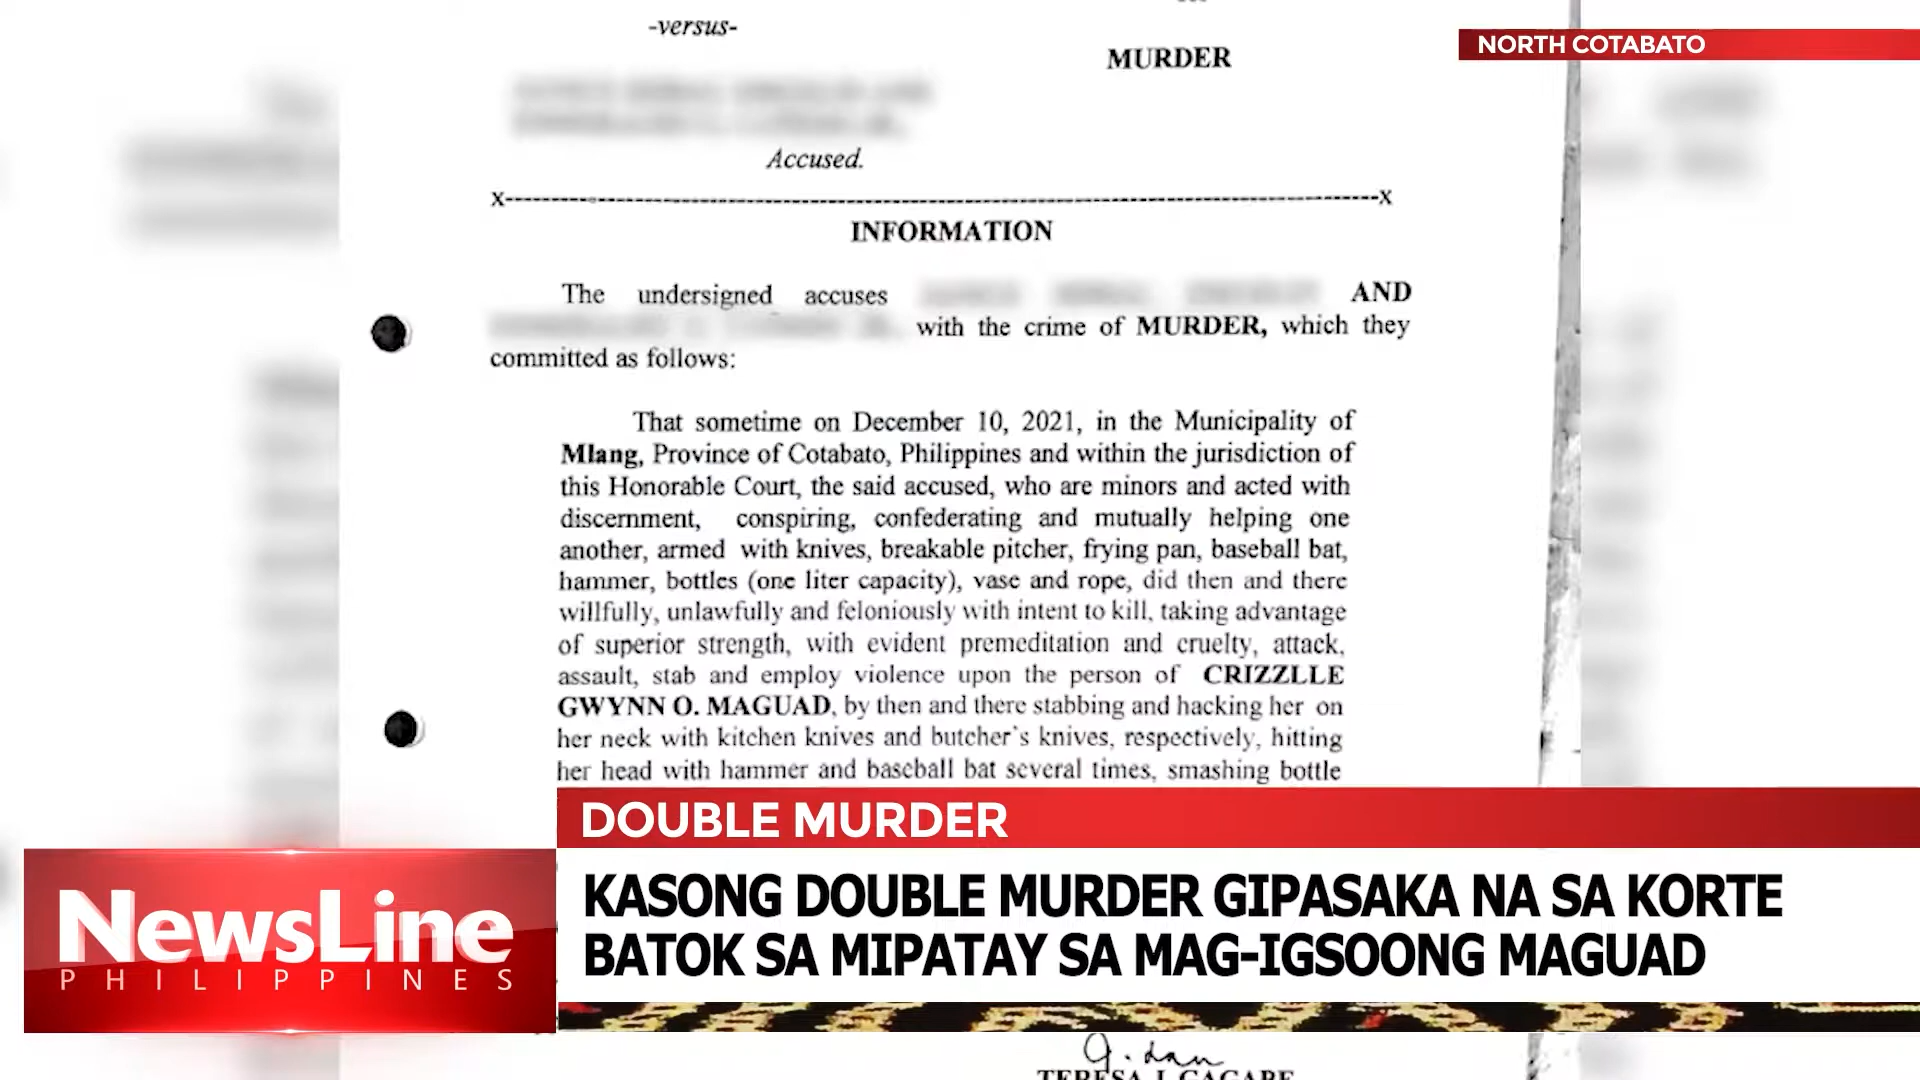 -versus-
MURDER
NORTH COTABATO
Accused.
x-----------------------------------------------------------------------x
INFORMATION
The undersigned accuses AND
with the crime of MURDER, which they
committed as follows:
That sometime on December 10, 2021, in the Municipality of
Mlang, Province of Cotabato, Philippines and within the jurisdiction of
this Honorable Court, the said accused, who are minors and acted with
discernment, conspiring, confederating and mutually helping one
another, armed with knives, breakable pitcher, frying pan, baseball bat,
hammer, bottles (one liter capacity), vase and rope, did then and there
willfully, unlawfully and feloniously with intent to kill, taking advantage
of superior strength, with evident premeditation and cruelty, attack,
assault, stab and employ violence upon the person of CRIZZLLE
GWYNN O. MAGUAD, by then and there stabbing and hacking her on
her neck with kitchen knives and butcher's knives, respectively, hitting
her head with hammer and baseball bat several times, smashing bottle
DOUBLE MURDER
NewsLine
PHILIPPINES
KASONG DOUBLE MURDER GIPASAKA NA SA KORTE
BATOK SA MIPATAY SA MAG-IGSOONG MAGUAD